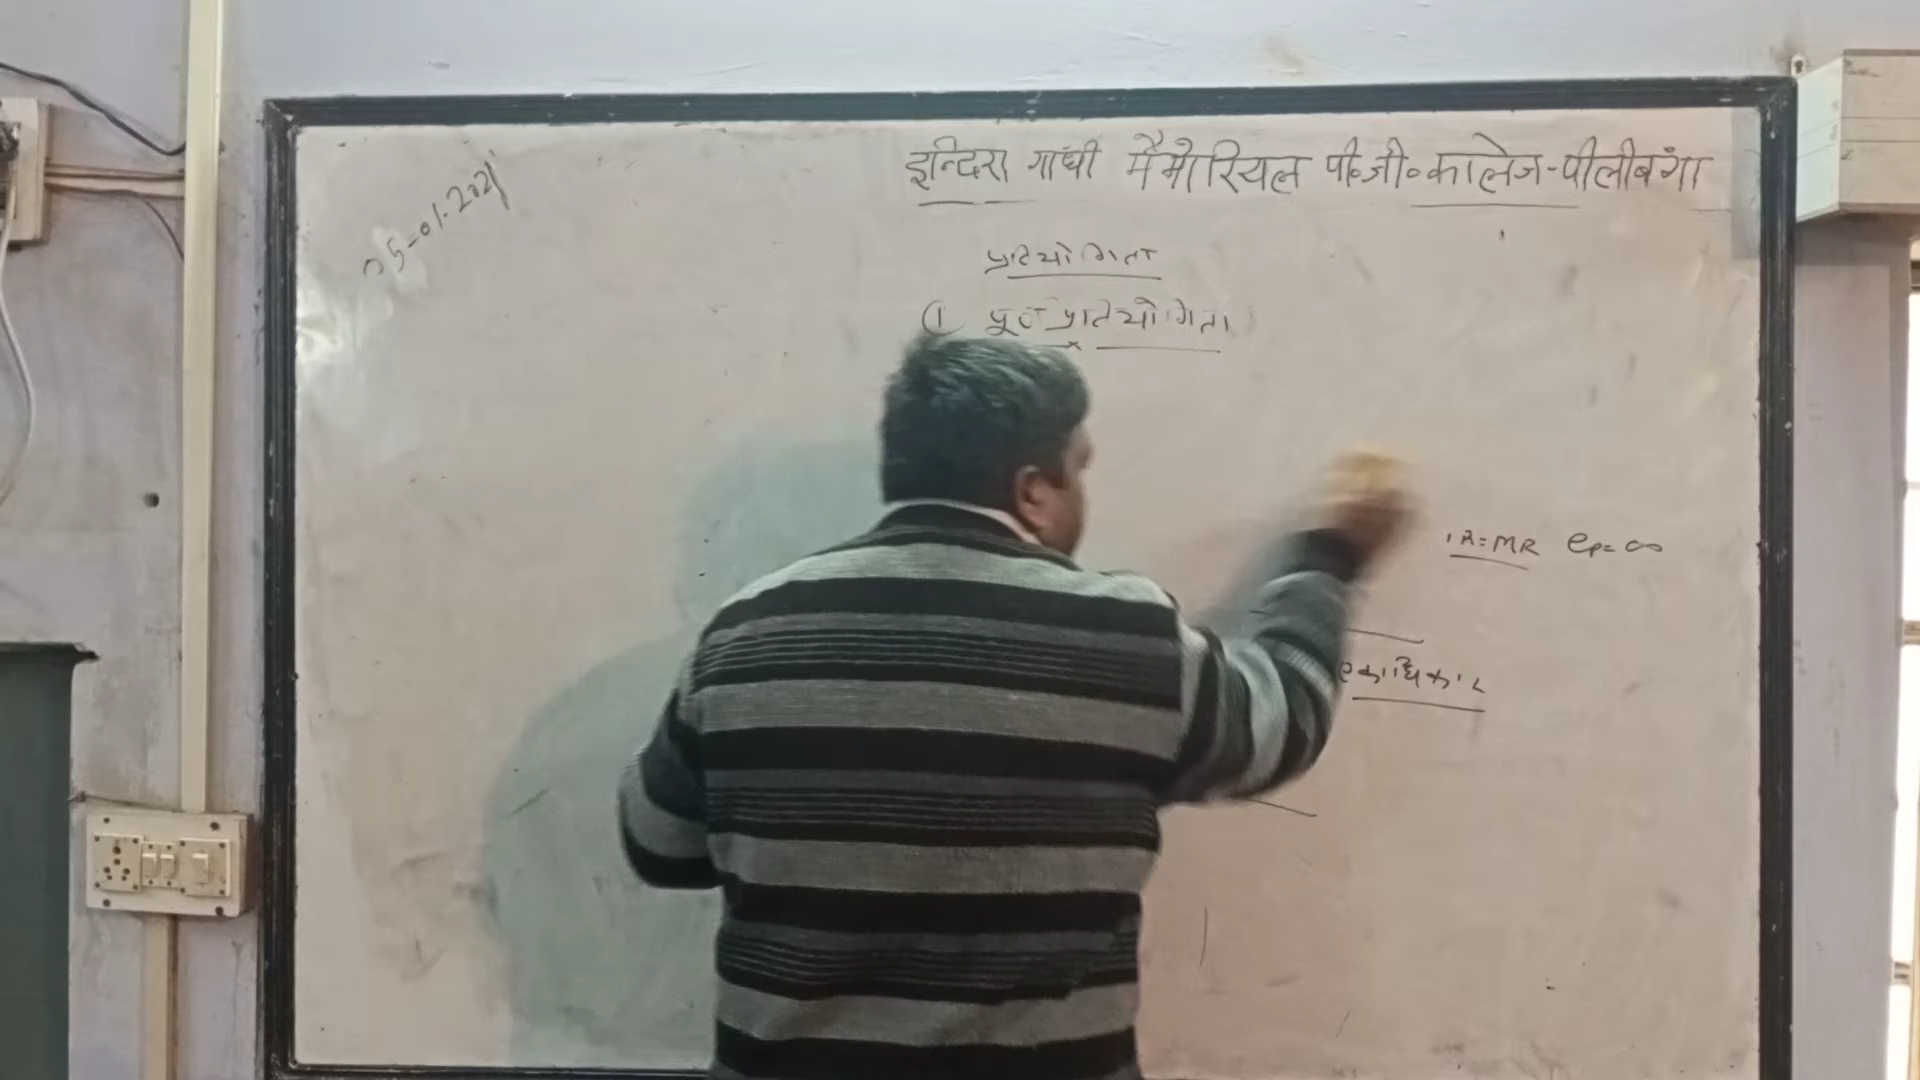 इन्दिरा गांधी मैमोरियल पी.जी.कालेज-पीलीबंगा
05-01-2021
प्रतियोगिता
① पूर्ण प्रतियोगिता
AR=MR eₚ=∞
एकाधिकार